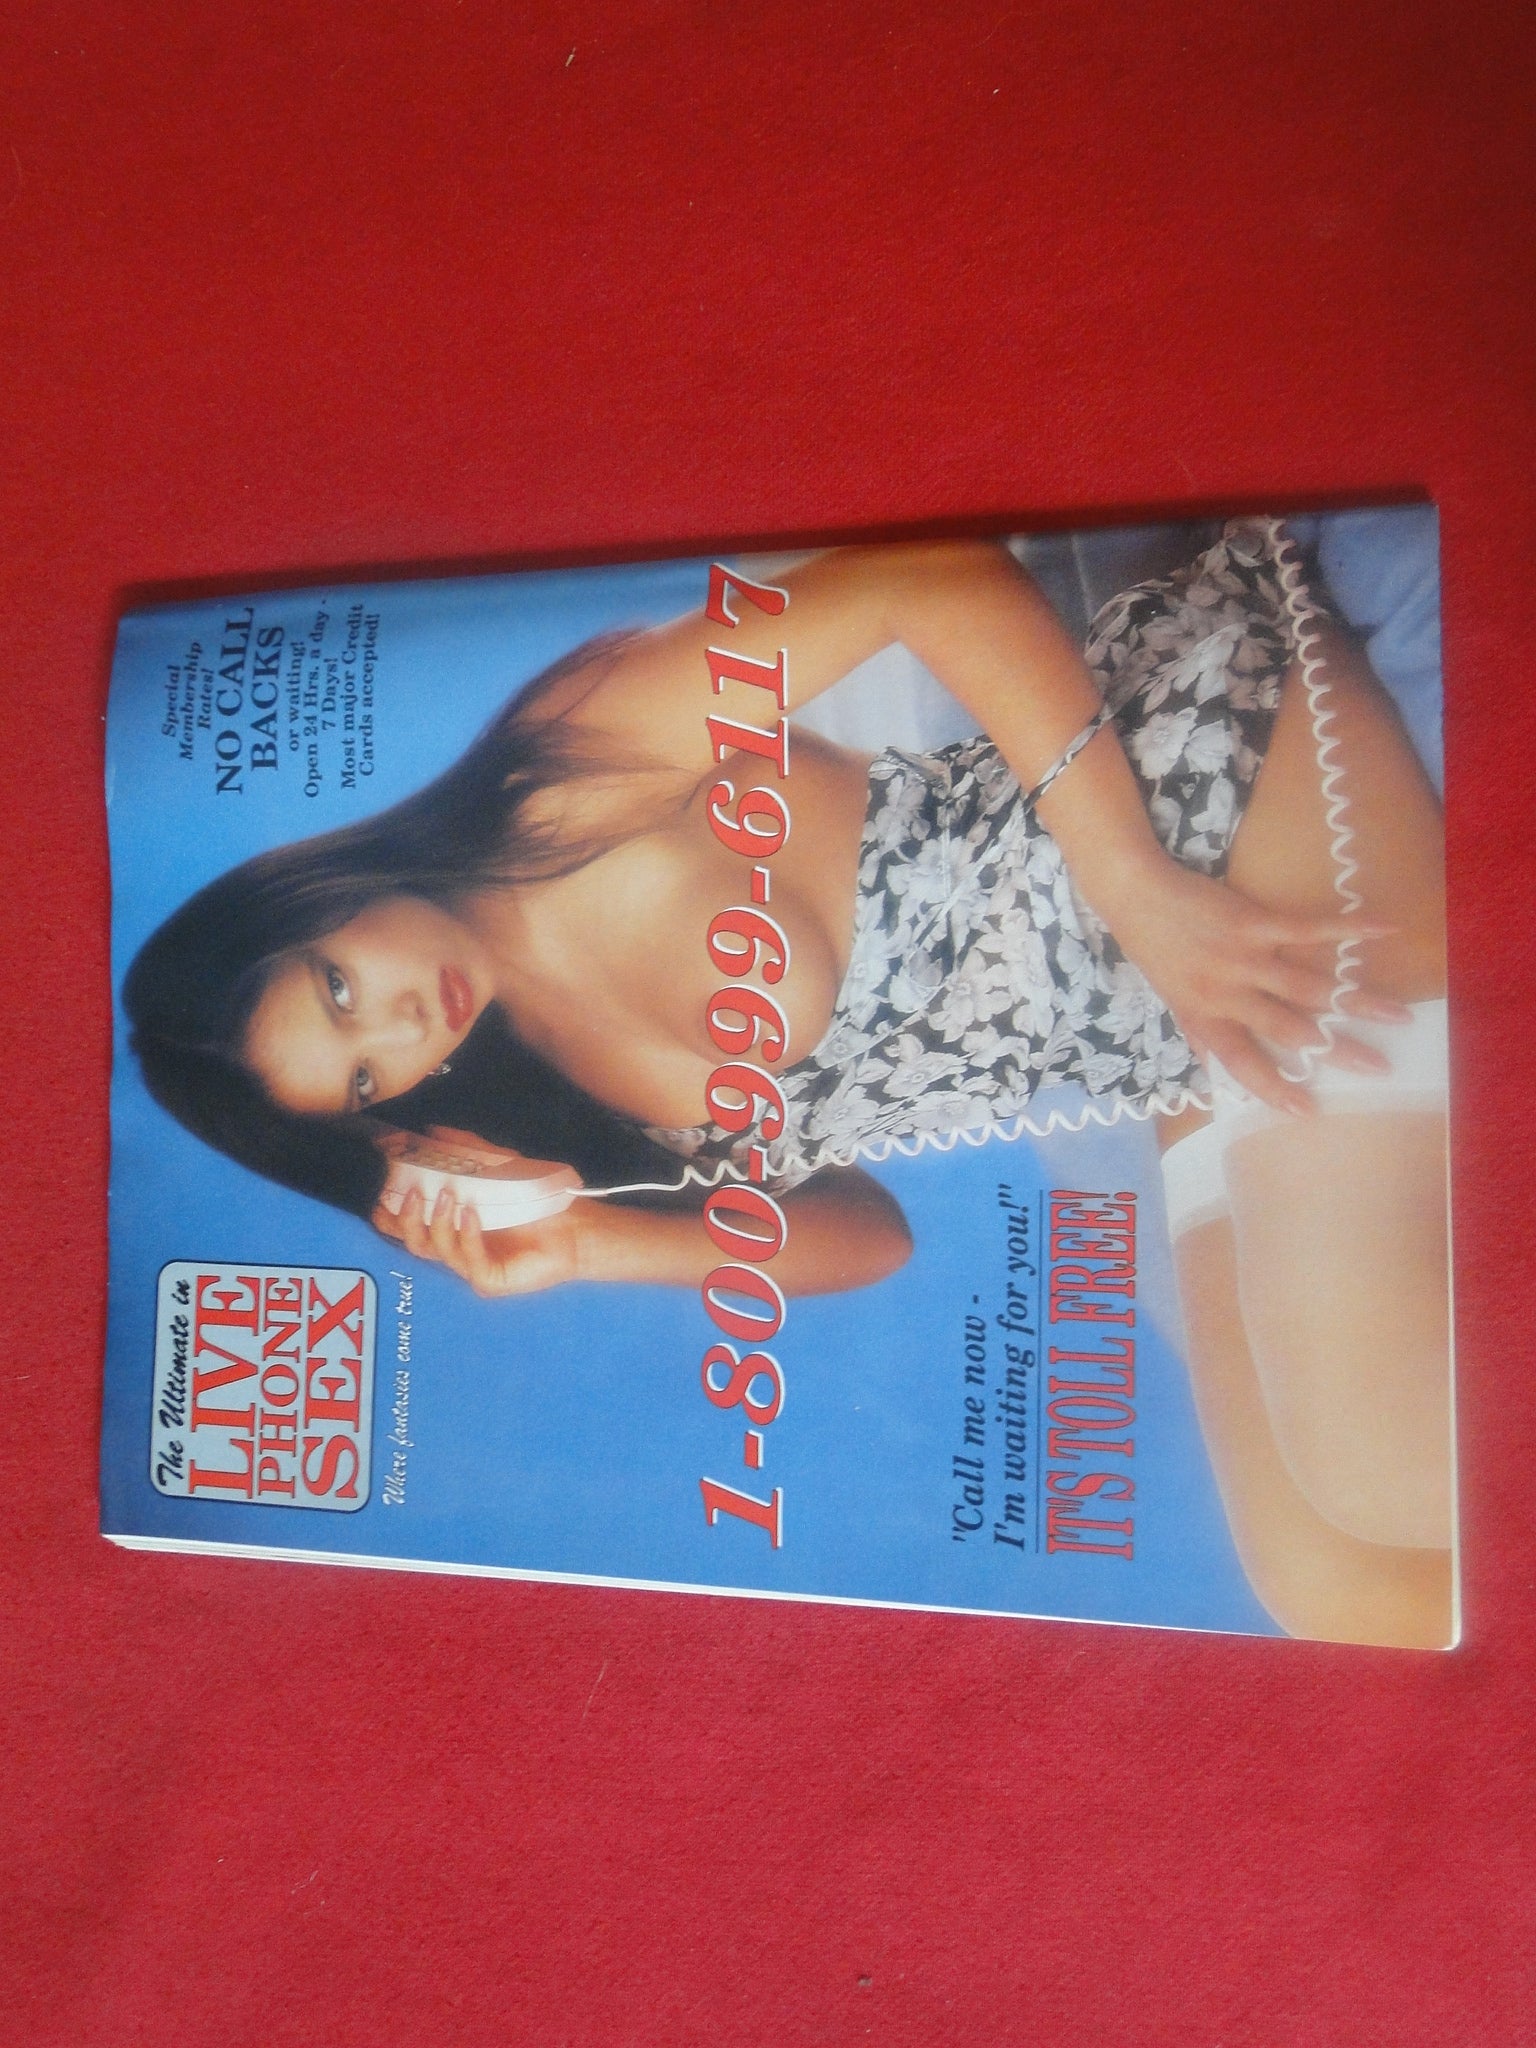 The Ultimate in
LIVE
PHONE
SEX
Where fantasies come true!
Special
Membership
Rates!
NO CALL
BACKS
or waiting!
Open 24 Hrs. a day -
7 Days!
Most major Credit
Cards accepted!
1-800-999-6117
"Call me now -
I'm waiting for you!"
IT'S TOLL FREE!